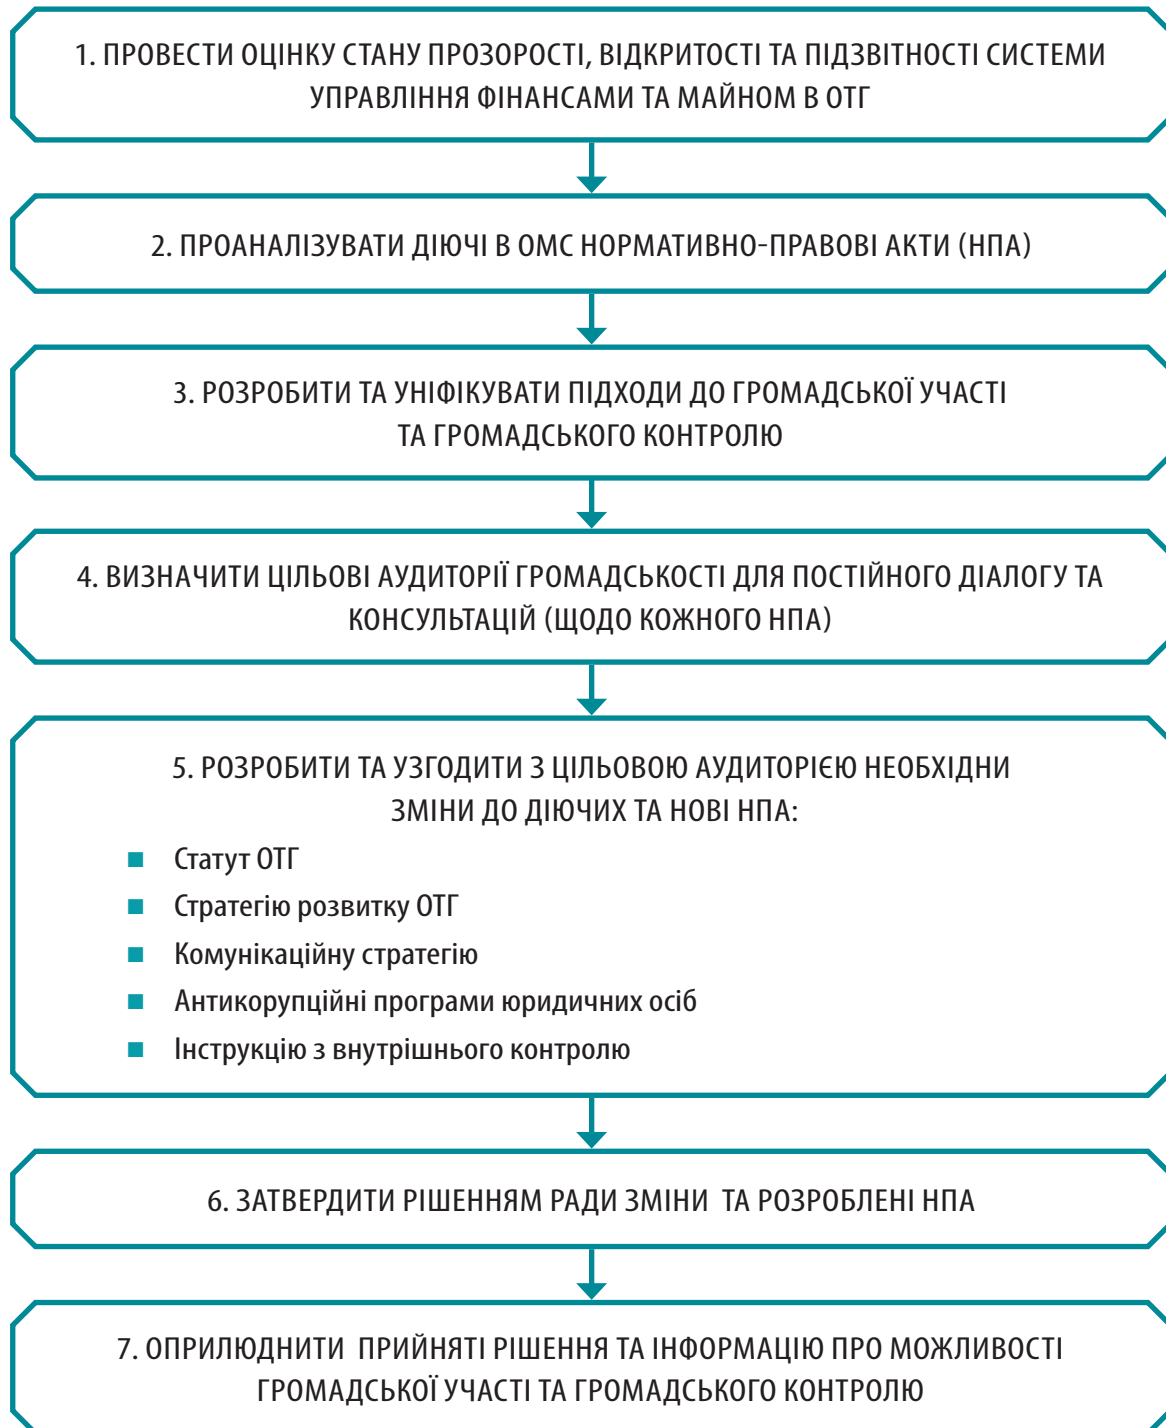 1. ПРОВЕСТИ ОЦІНКУ СТАНУ ПРОЗОРОСТІ, ВІДКРИТОСТІ ТА ПІДЗВІТНОСТІ СИСТЕМИ
УПРАВЛІННЯ ФІНАНСАМИ ТА МАЙНОМ В ОТГ
2. ПРОАНАЛІЗУВАТИ ДІЮЧІ В ОМС НОРМАТИВНО-ПРАВОВІ АКТИ (НПА)
3. РОЗРОБИТИ ТА УНІФІКУВАТИ ПІДХОДИ ДО ГРОМАДСЬКОЇ УЧАСТІ
ТА ГРОМАДСЬКОГО КОНТРОЛЮ
4. ВИЗНАЧИТИ ЦІЛЬОВІ АУДИТОРІЇ ГРОМАДСЬКОСТІ ДЛЯ ПОСТІЙНОГО ДІАЛОГУ ТА
КОНСУЛЬТАЦІЙ (ЩОДО КОЖНОГО НПА)
5. РОЗРОБИТИ ТА УЗГОДИТИ З ЦІЛЬОВОЮ АУДИТОРІЄЮ НЕОБХІДНИ
ЗМІНИ ДО ДІЮЧИХ ТА НОВІ НПА:
■ Статут ОТГ
■ Стратегію розвитку ОТГ
■ Комунікаційну стратегію
■ Антикорупційні програми юридичних осіб
■ Інструкцію з внутрішнього контролю
6. ЗАТВЕРДИТИ РІШЕННЯМ РАДИ ЗМІНИ ТА РОЗРОБЛЕНІ НПА
7. ОПРИЛЮДНИТИ ПРИЙНЯТІ РІШЕННЯ ТА ІНФОРМАЦІЮ ПРО МОЖЛИВОСТІ
ГРОМАДСЬКОЇ УЧАСТІ ТА ГРОМАДСЬКОГО КОНТРОЛЮ